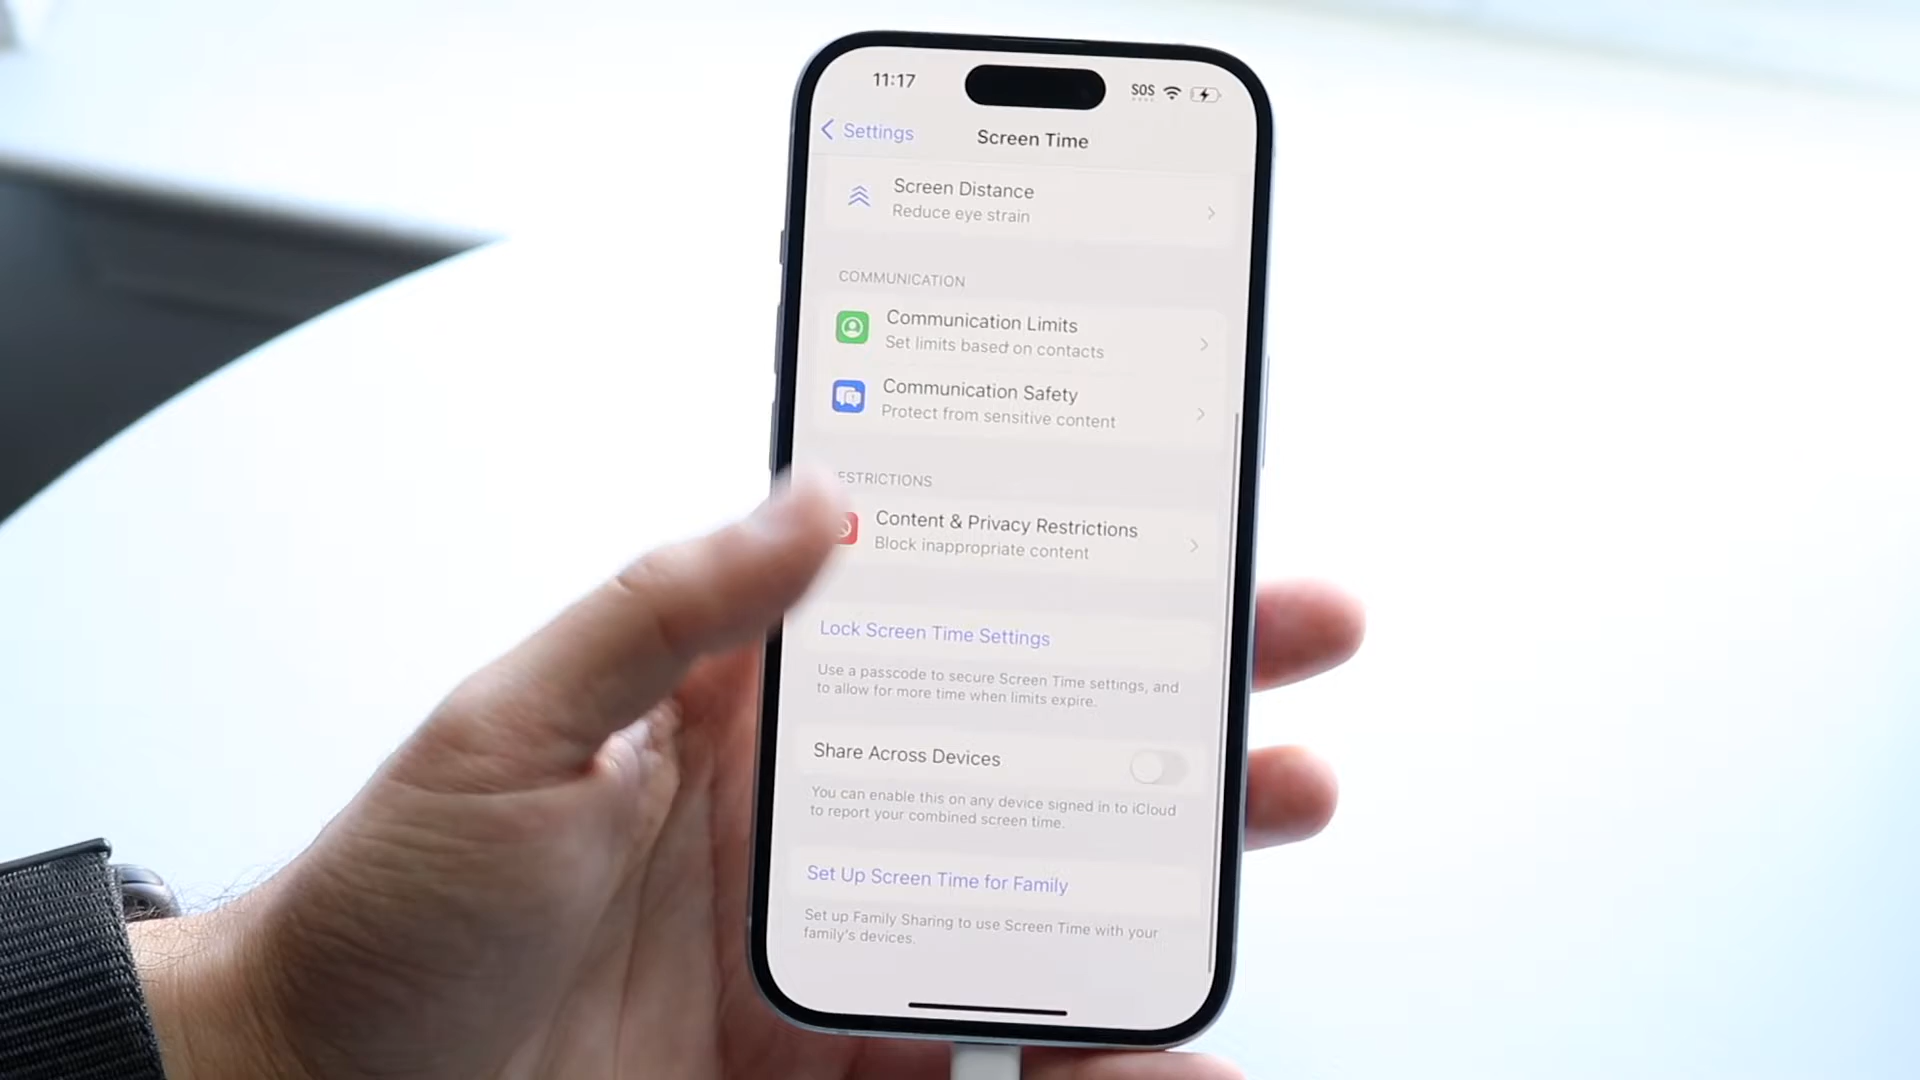 11:17
SOS
Settings
Screen Time
Screen Distance
Reduce eye strain
COMMUNICATION
Communication Limits
Set limits based on contacts
Communication Safety
Protect from sensitive content
ESTRICTIONS
Content & Privacy Restrictions
Block inappropriate content
Lock Screen Time Settings
Use a passcode to secure Screen Time settings, and
to allow for more time when limits expire.
Share Across Devices
You can enable this on any device signed in to iCloud
to report your combined screen time.
Set Up Screen Time for Family
Set up Family Sharing to use Screen Time with your
family's devices.